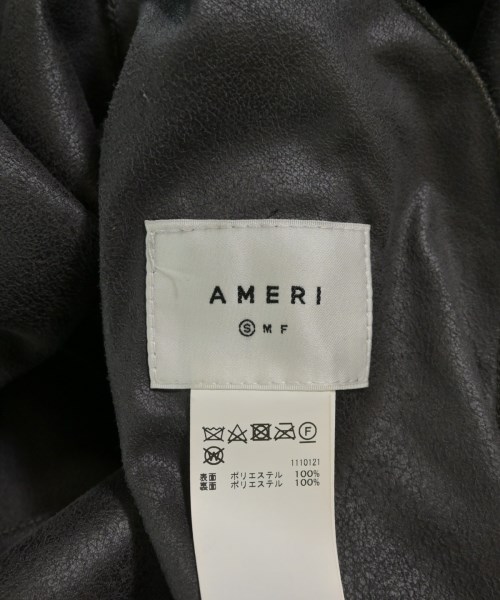 AMERI
S M F
F
W
1110121
表面 ポリエステル 100%
裏面 ポリエステル 100%